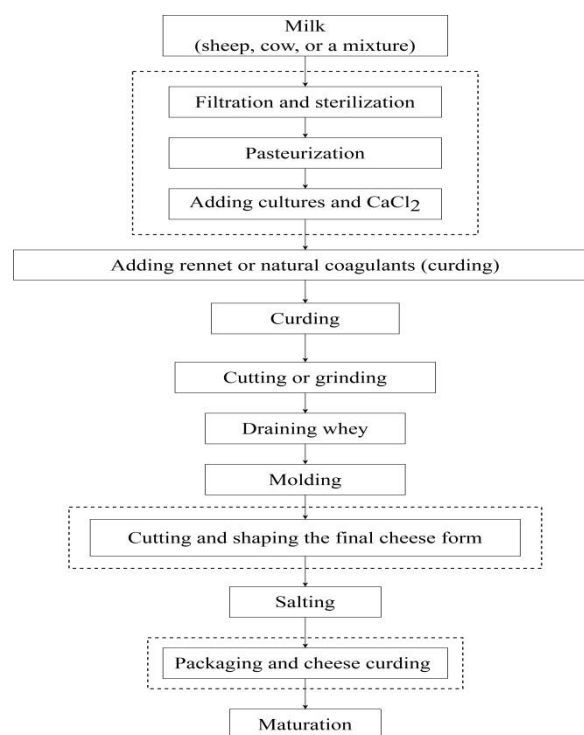 Milk
(sheep, cow, or a mixture)
Filtration and sterilization
Pasteurization
Adding cultures and CaCl2
Adding rennet or natural coagulants (curding)
Curding
Cutting or grinding
Draining whey
Molding
Cutting and shaping the final cheese form
Salting
Packaging and cheese curding
Maturation